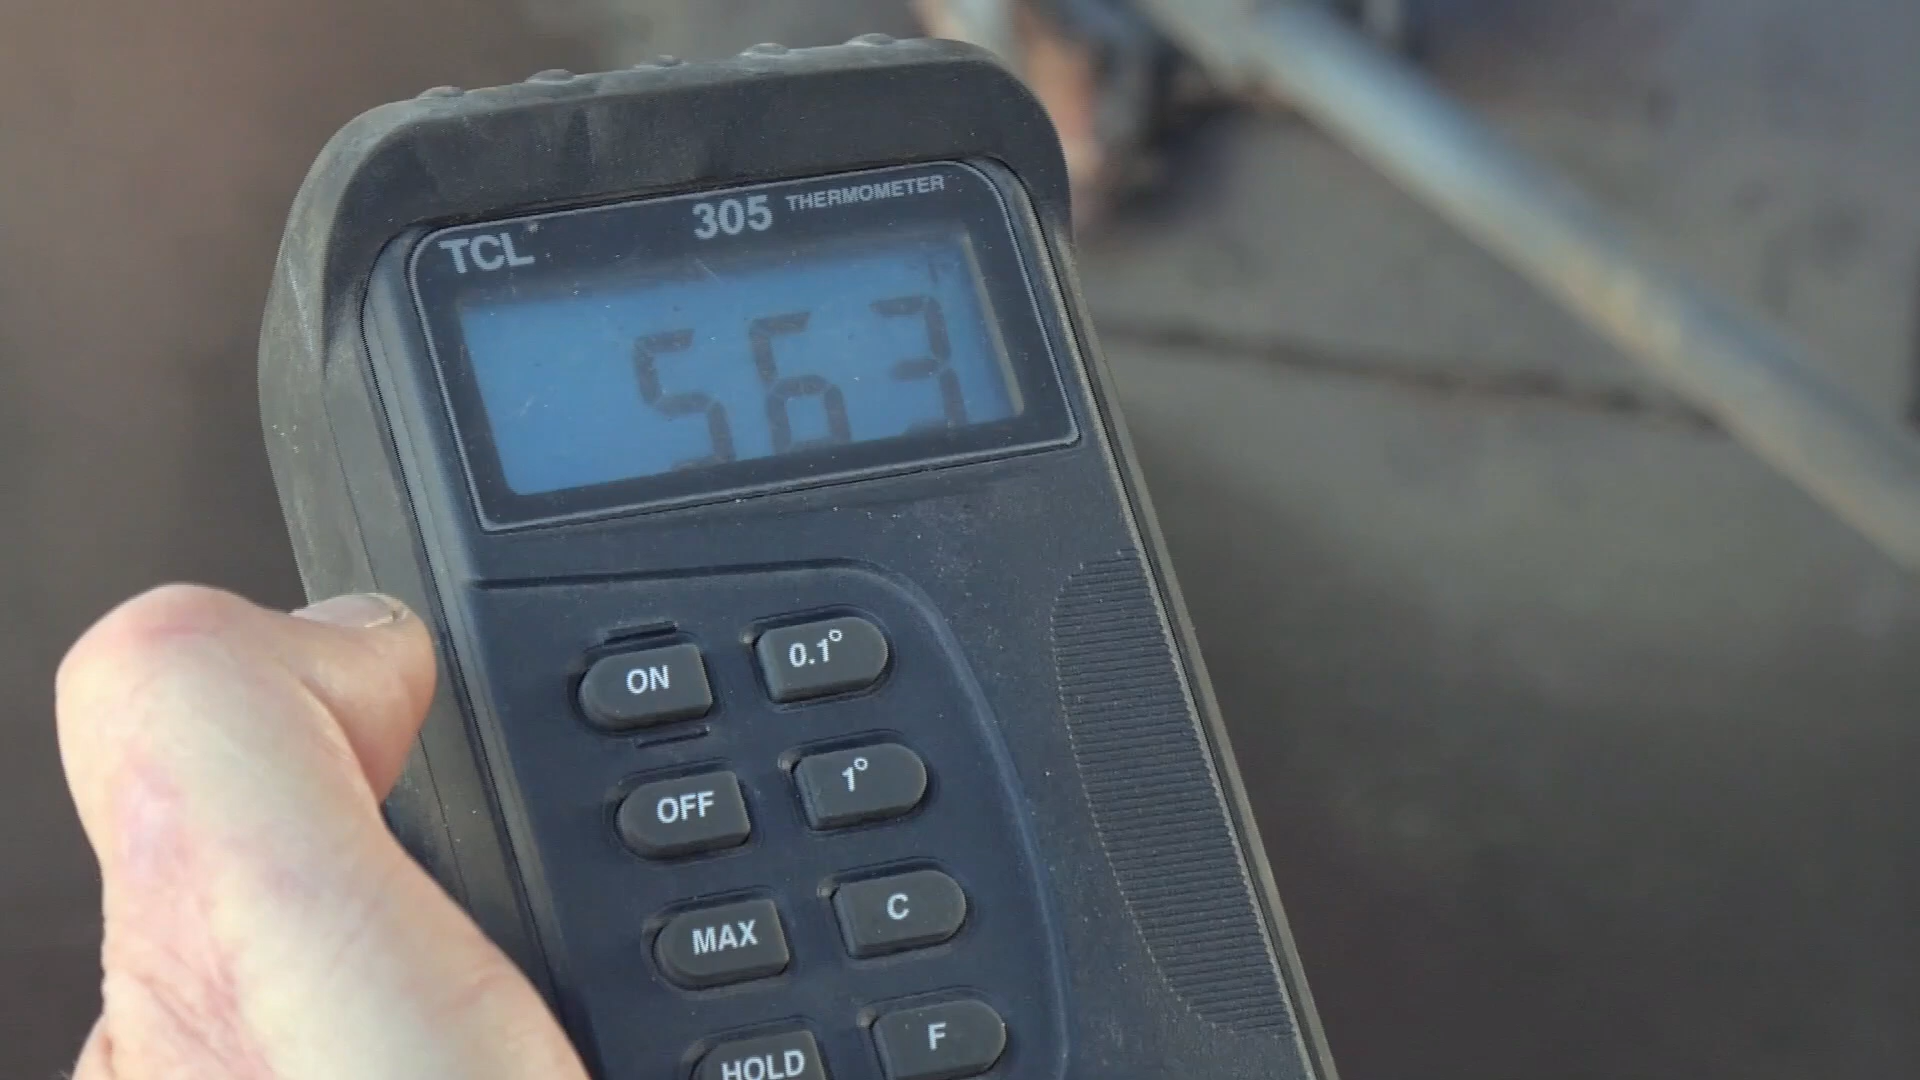 TCL 305 THERMOMETER
563
ON 0.1°
OFF 1°
MAX C
HOLD F